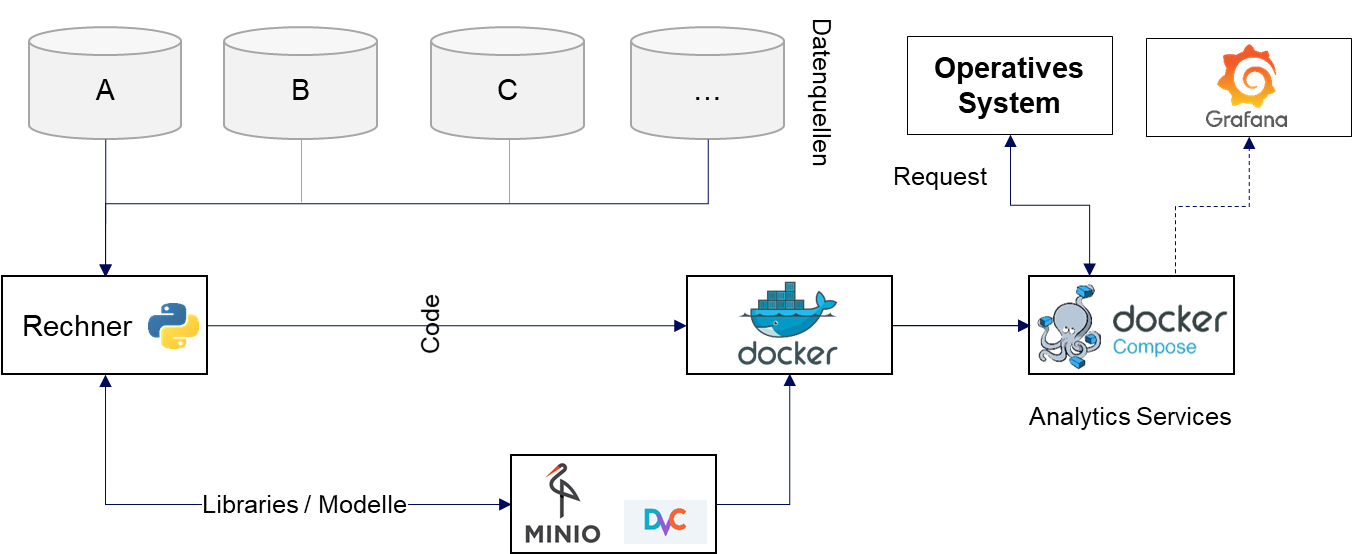 A
B
C
...
Datenquellen
Operatives
System
Grafana
Request
Rechner
Code
docker
docker
Compose
Analytics Services
Libraries / Modelle
MINIO
DVC